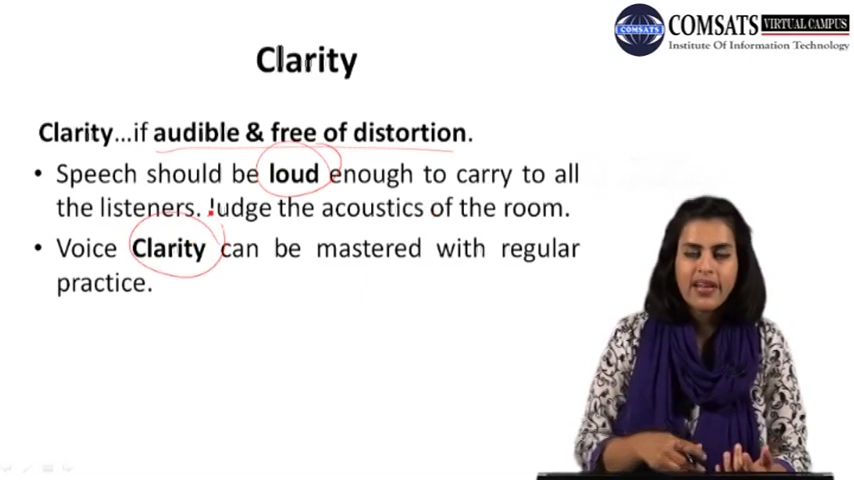 COMSATS VIRTUAL CAMPUS
COMSATS
Institute Of Information Technology
Clarity
Clarity...if audible & free of distortion.
• Speech should be loud enough to carry to all
the listeners. Judge the acoustics of the room.
• Voice Clarity can be mastered with regular
practice.